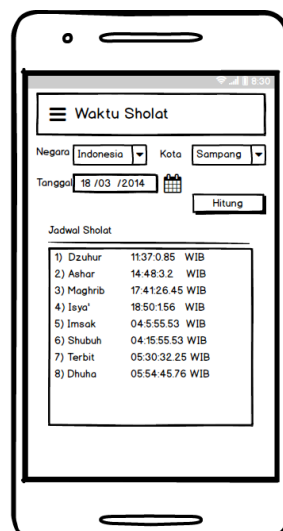 8:30
Waktu Sholat
Negara Indonesia Kota Sampang
Tanggal 18 /03 /2014
Hitung
Jadwal Sholat
1) Dzuhur 11:37:0.85 WIB
2) Ashar 14:48:3.2 WIB
3) Maghrib 17:41:26.45 WIB
4) Isya' 18:50:1.56 WIB
5) Imsak 04:5:55.53 WIB
6) Shubuh 04:15:55.53 WIB
7) Terbit 05:30:32.25 WIB
8) Dhuha 05:54:45.76 WIB